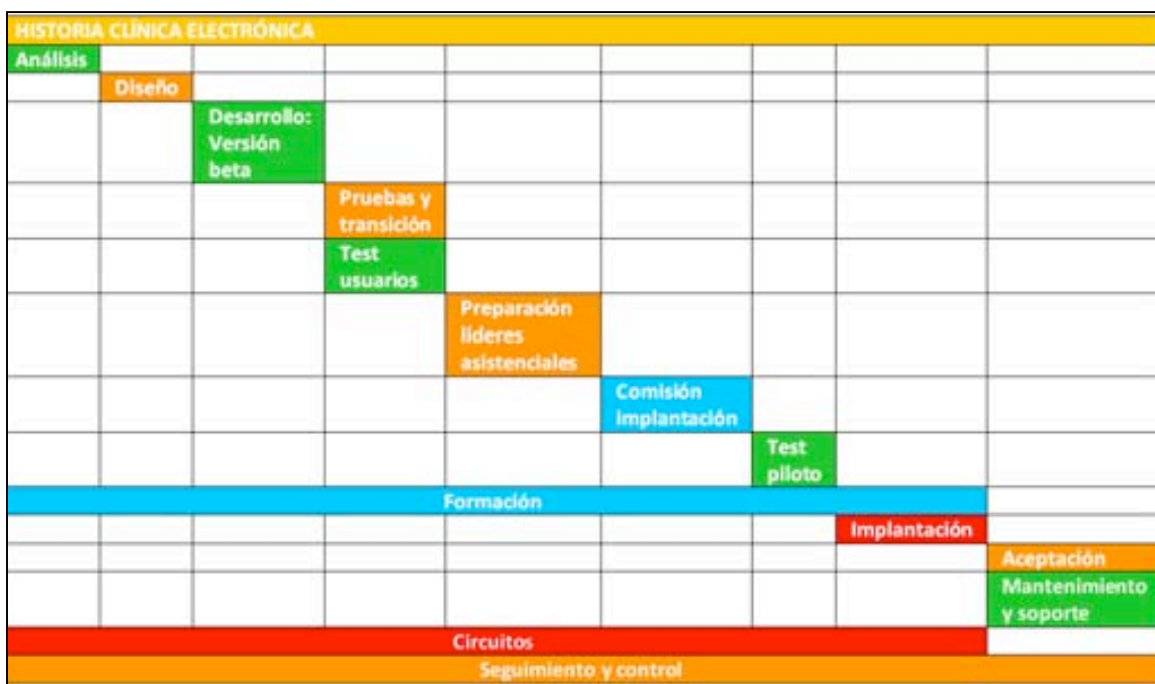 HISTORIA CLÍNICA ELECTRÓNICA
Análisis
Diseño
Desarrollo:
Versión
beta
Pruebas y
transición
Test
usuarios
Preparación
líderes
asistenciales
Comisión
implantación
Test
piloto
Formación
Implantación
Aceptación
Mantenimiento
y soporte
Circuitos
Seguimiento y control